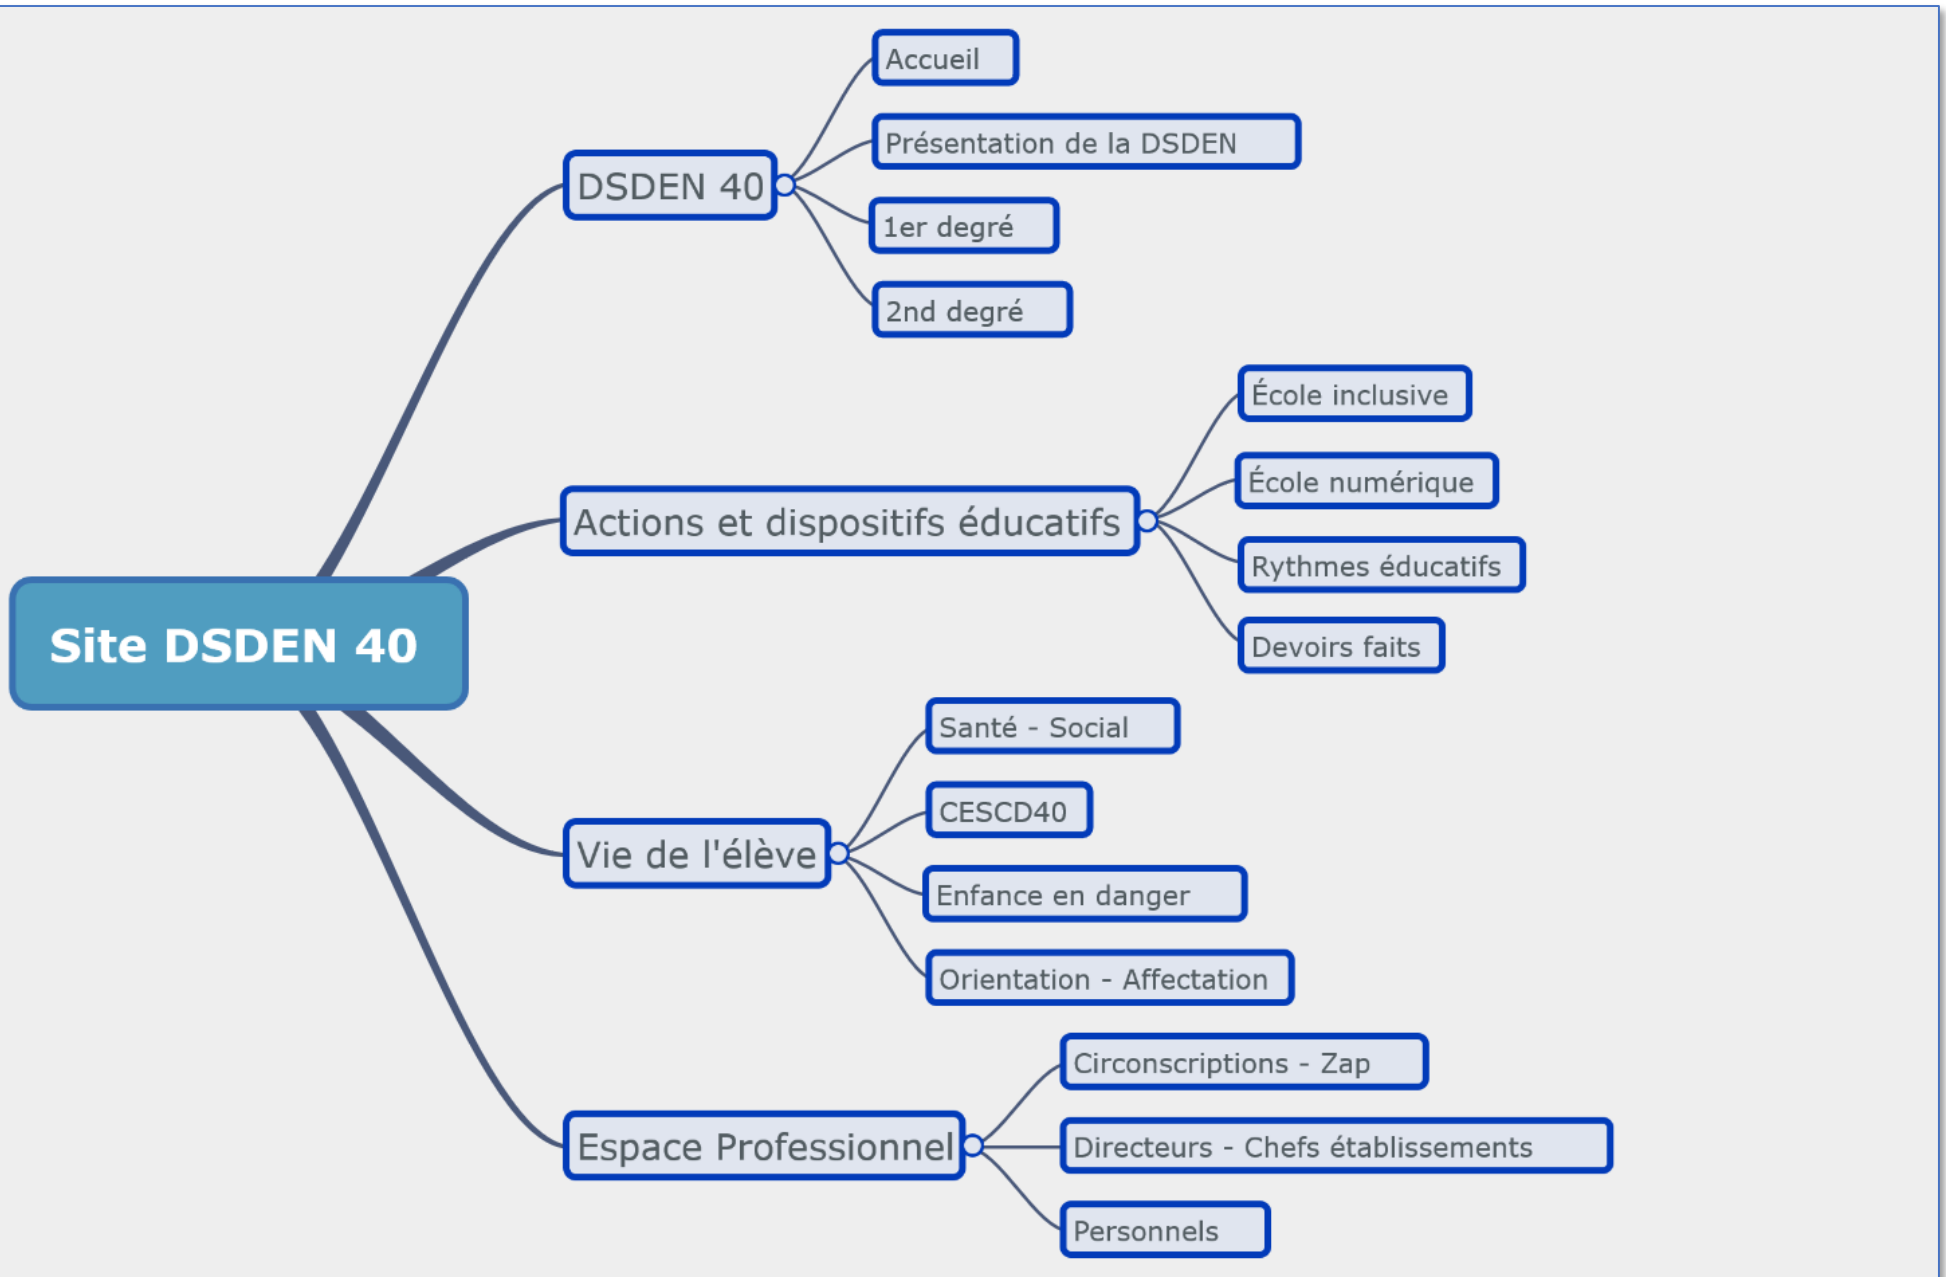 Site DSDEN 40
DSDEN 40
Accueil
Présentation de la DSDEN
1er degré
2nd degré
Actions et dispositifs éducatifs
École inclusive
École numérique
Rythmes éducatifs
Devoirs faits
Vie de l'élève
Santé - Social
CESCD40
Enfance en danger
Orientation - Affectation
Espace Professionnel
Circonscriptions - Zap
Directeurs - Chefs établissements
Personnels